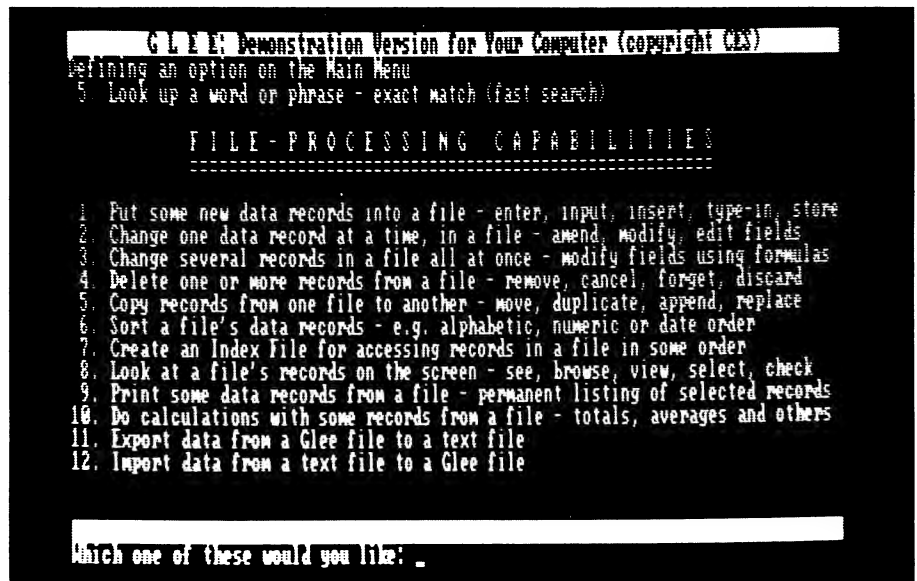 G L E E: Demonstration Version for Your Computer (copyright CES)
Defining an option on the Main Menu
5. Look up a word or phrase - exact match (fast search)
F I L E - P R O C E S S I N G   C A P A B I L I T I E S
1. Put some new data records into a file - enter, input, insert, type-in, store
2. Change one data record at a time, in a file - amend, modify, edit fields
3. Change several records in a file all at once - modify fields using formulas
4. Delete one or more records from a file - remove, cancel, forget, discard
5. Copy records from one file to another - move, duplicate, append, replace
6. Sort a file's data records - e.g. alphabetic, numeric or date order
7. Create an Index File for accessing records in a file in some order
8. Look at a file's records on the screen - see, browse, view, select, check
9. Print some data records from a file - permanent listing of selected records
10. Do calculations with some records from a file - totals, averages and others
11. Export data from a Glee file to a text file
12. Import data from a text file to a Glee file
Which one of these would you like: _